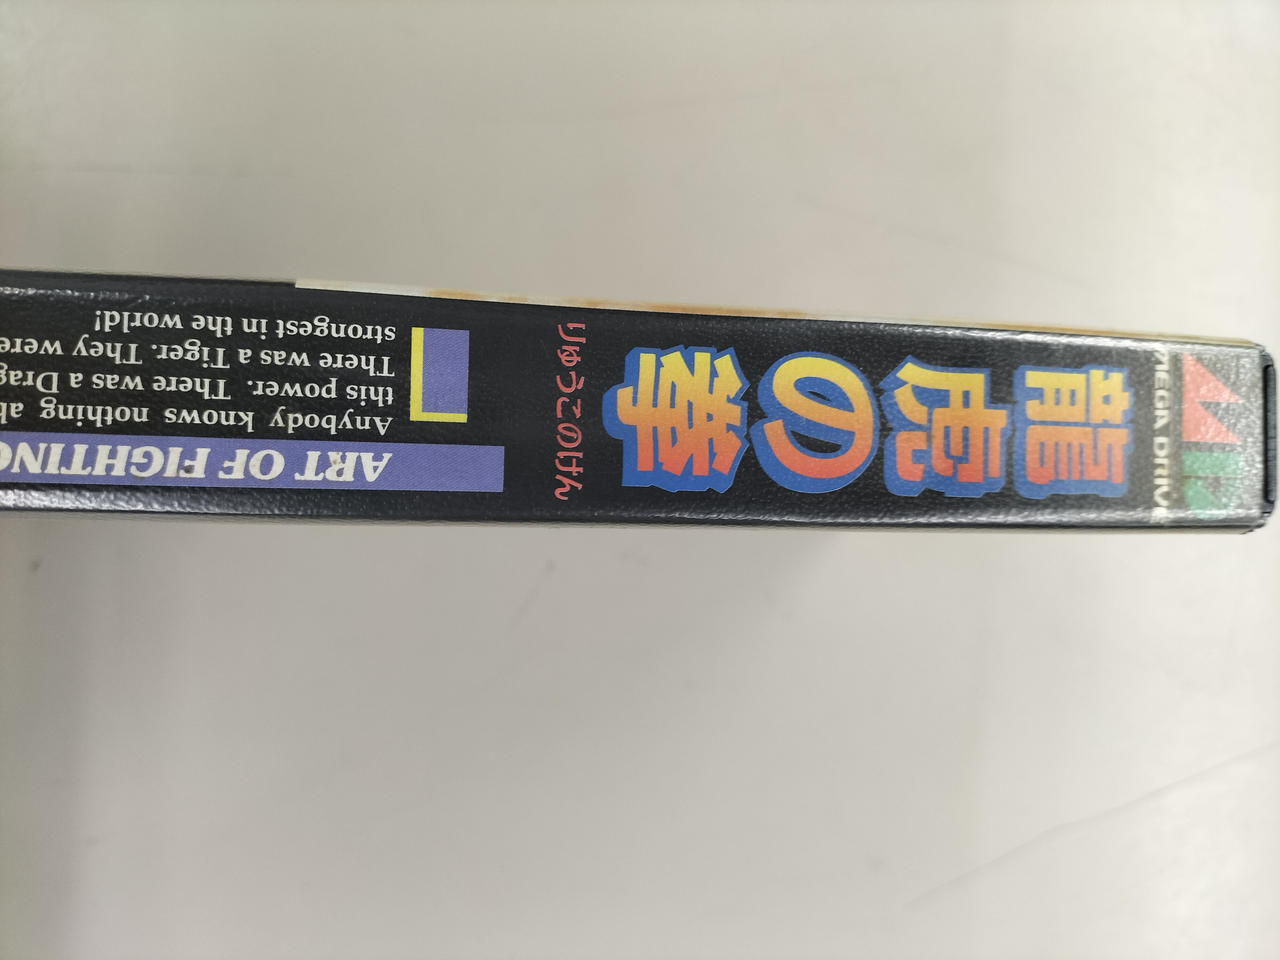 MEGA DRIVE
龍虎の拳
りゅうこのけん
ART OF FIGHTING
Anybody knows nothing
this power. There was a
There was a Tiger. They were
strongest in the world!